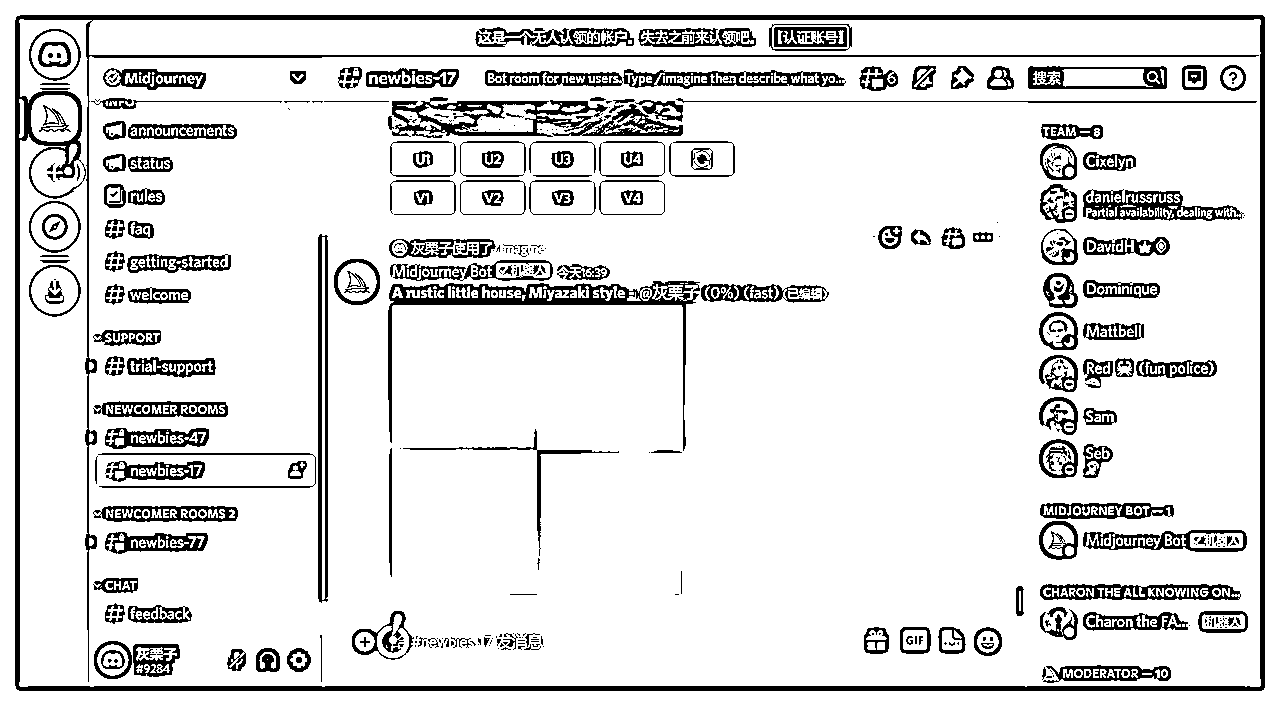 这是一个无人认领的帐户。失去之前来认领吧。 认证账号
Midjourney
newbies-17 Bot room for new users. Type /imagine then describe what yo... 6 搜索
INFO
announcements
status
rules
faq
getting-started
welcome
SUPPORT
trial-support
NEWCOMER ROOMS
newbies-47
newbies-17
NEWCOMER ROOMS 2
newbies-77
CHAT
feedback
灰栗子
#9284
U1 U2 U3 U4
V1 V2 V3 V4
灰栗子使用了 /imagine
Midjourney Bot ✓机器人 今天16:39
A rustic little house, Miyazaki style - @灰栗子 (0%) (fast) (已编辑)
#newbies-17 发消息
GIF
TEAM — 8
Cixelyn
danielrussruss
Partial availability, dealing with...
DavidH
Dominique
Mattbell
Red (fun police)
Sam
Seb
MIDJOURNEY BOT — 1
Midjourney Bot ✓机器人
CHARON THE ALL KNOWING ON...
Charon the FA... 机器人
MODERATOR — 10